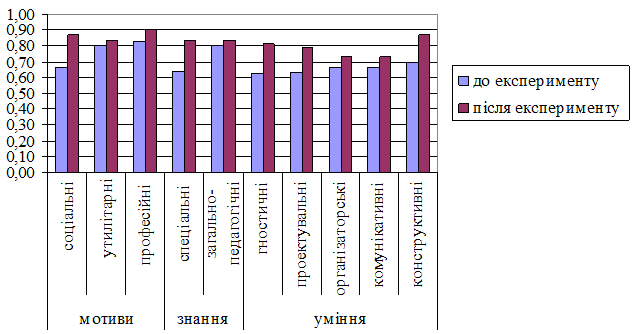 1,00
0,90
0,80
0,70
0,60
0,50
0,40
0,30
0,20
0,10
0,00
соціальні
утилітарні
професійні
спеціальні
загально-
педагогічні
гностичні
проектувальні
організаторські
комунікативні
конструктивні
мотиви
знання
уміння
до експерименту
після експерименту